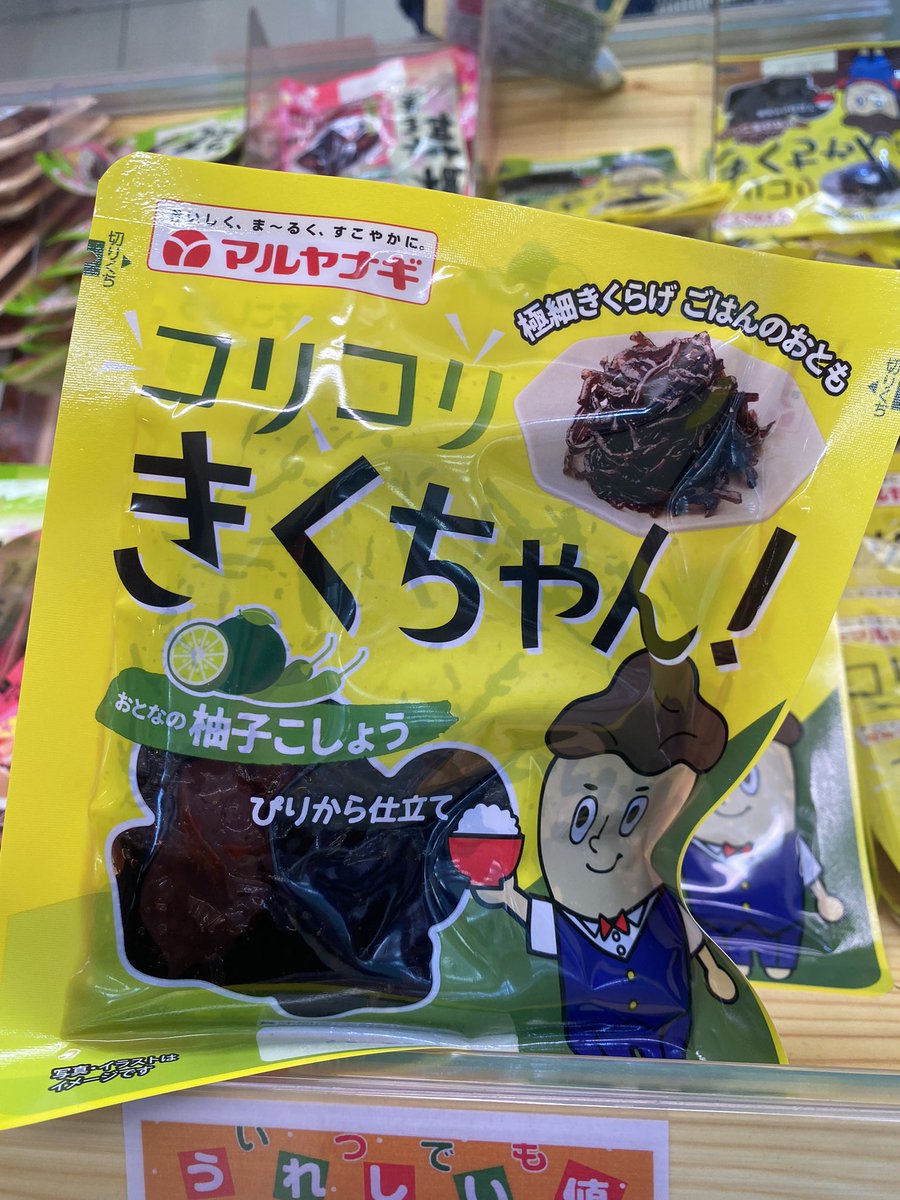 おいしく、ま〜るく、すこやかに。
マルヤナギ
切りくち
極細きくらげ ごはんのおとも
切りくち
コリコリ
きくちゃん!
おとなの 柚子こしょう
ぴりから仕立て
写真・イラストは
イメージです
いつでも
うれしい値